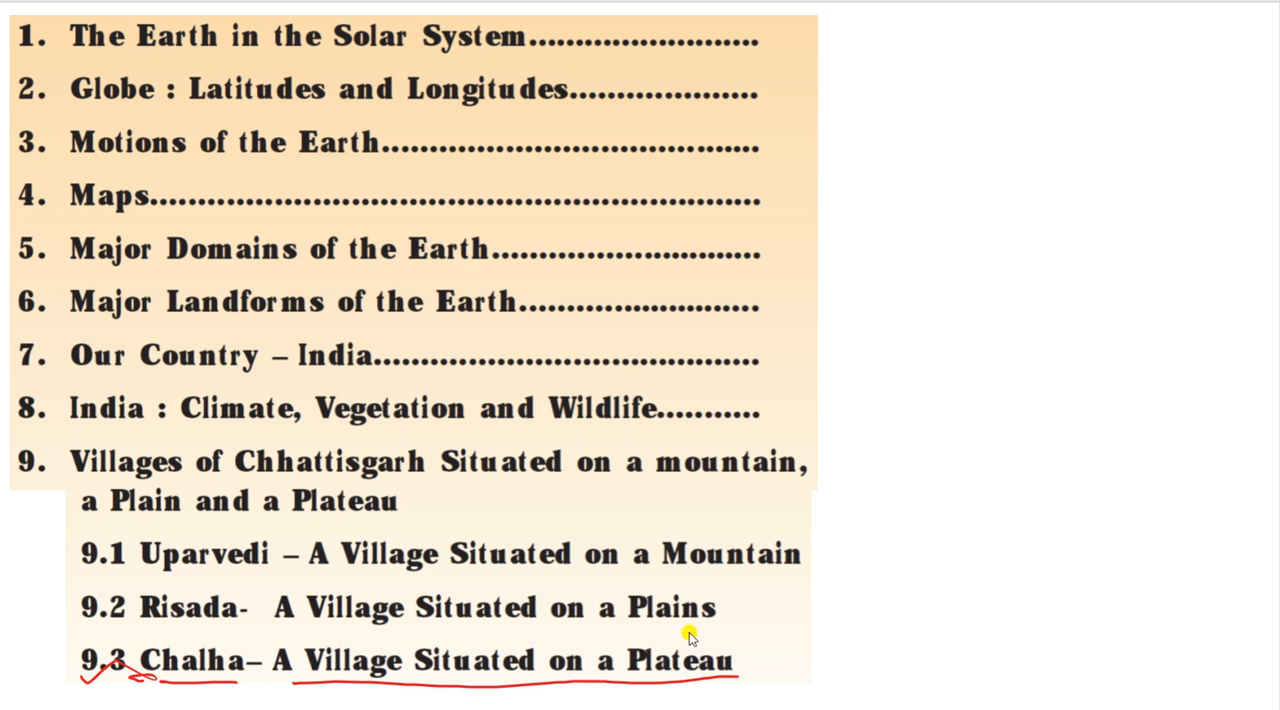 1. The Earth in the Solar System.........................
2. Globe : Latitudes and Longitudes....................
3. Motions of the Earth........................................
4. Maps.................................................................
5. Major Domains of the Earth............................
6. Major Landforms of the Earth.........................
7. Our Country – India.........................................
8. India : Climate, Vegetation and Wildlife...........
9. Villages of Chhattisgarh Situated on a mountain,
a Plain and a Plateau
9.1 Uparvedi – A Village Situated on a Mountain
9.2 Risada- A Village Situated on a Plains
9.3 Chalha– A Village Situated on a Plateau